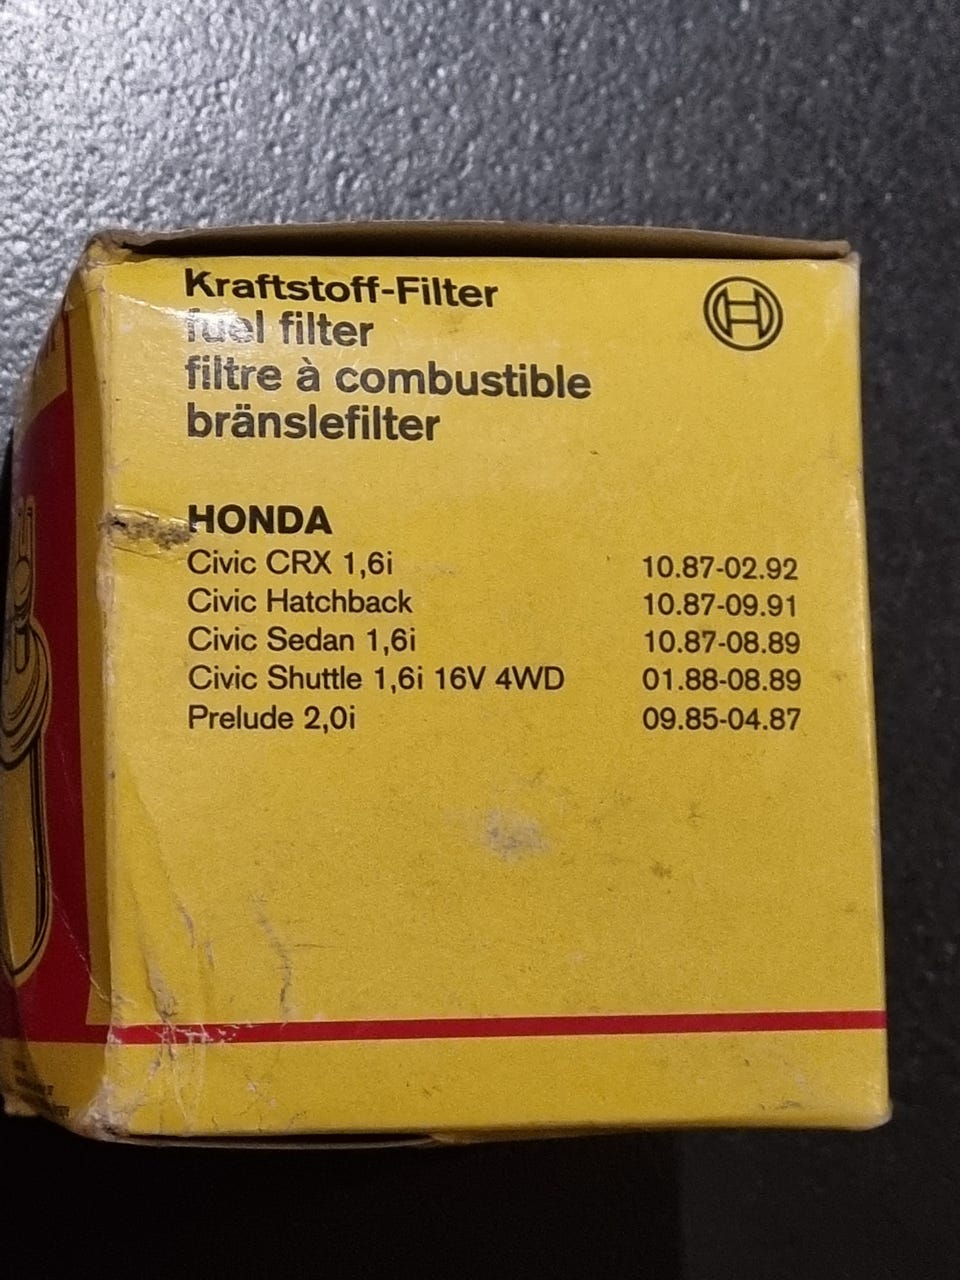 Kraftstoff-Filter
fuel filter
filtre à combustible
bränslefilter
HONDA
Civic CRX 1,6i 10.87-02.92
Civic Hatchback 10.87-09.91
Civic Sedan 1,6i 10.87-08.89
Civic Shuttle 1,6i 16V 4WD 01.88-08.89
Prelude 2,0i 09.85-04.87